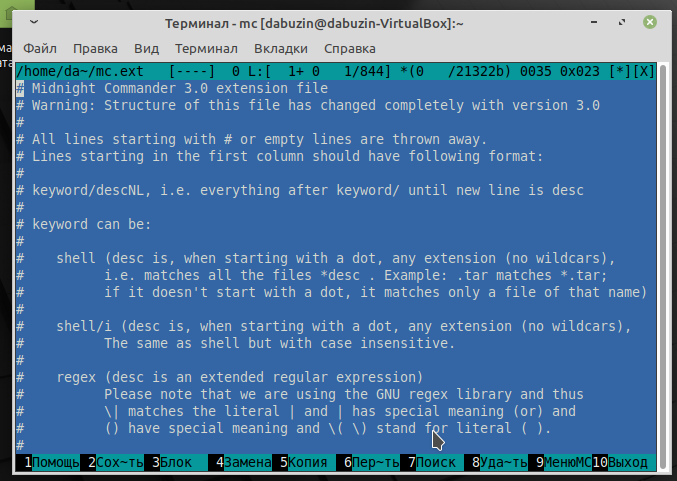 Терминал - mc [dabuzin@dabuzin-VirtualBox]:~
Файл Правка Вид Терминал Вкладки Справка
/home/da~/mc.ext   [----]  0 L:[  1+ 0   1/844] *(0   /21322b) 0035 0x023 [*][X]
# Midnight Commander 3.0 extension file
# Warning: Structure of this file has changed completely with version 3.0
#
# All lines starting with # or empty lines are thrown away.
# Lines starting in the first column should have following format:
#
# keyword/descNL, i.e. everything after keyword/ until new line is desc
#
# keyword can be:
#
#    shell (desc is, when starting with a dot, any extension (no wildcars),
#          i.e. matches all the files *desc . Example: .tar matches *.tar;
#          if it doesn't start with a dot, it matches only a file of that name)
#
#    shell/i (desc is, when starting with a dot, any extension (no wildcars),
#          The same as shell but with case insensitive.
#
#    regex (desc is an extended regular expression)
#          Please note that we are using the GNU regex library and thus
#          \| matches the literal | and | has special meaning (or) and
#          () have special meaning and \( \) stand for literal ( ).
#
1Помощь 2Сох~ть 3Блок 4Замена 5Копия 6Пер~ть 7Поиск 8Уда~ть 9МенюMC 10Выход